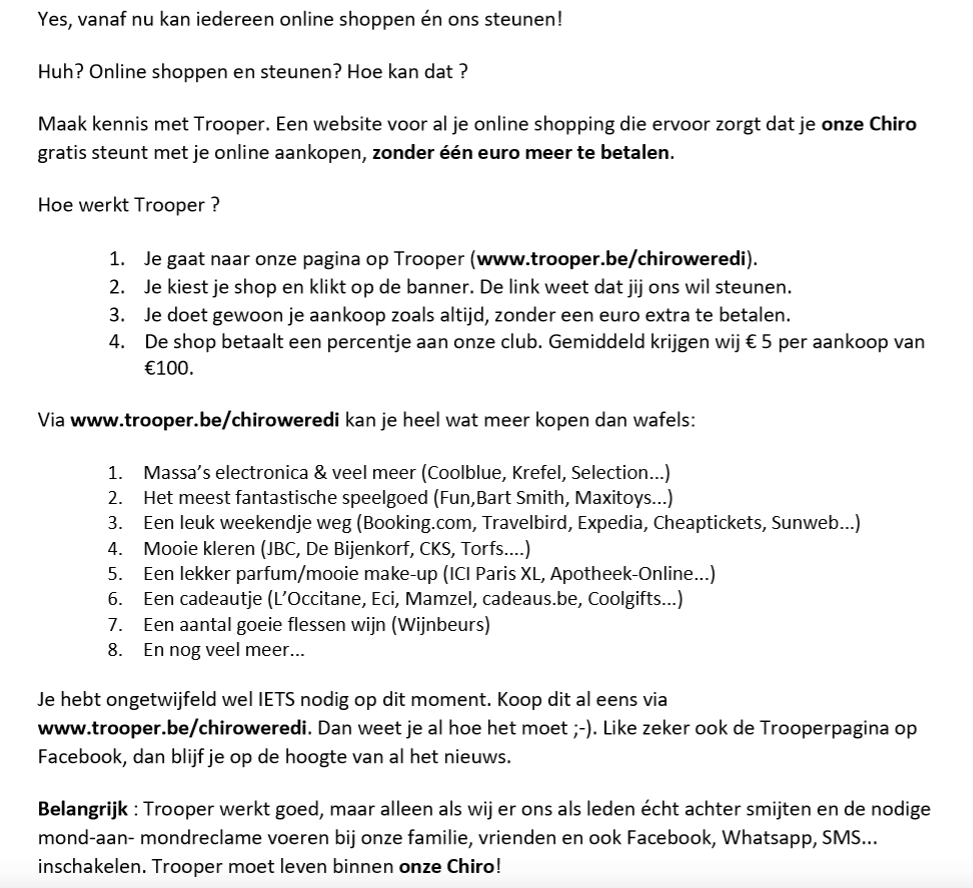 Yes, vanaf nu kan iedereen online shoppen én ons steunen!
Huh? Online shoppen en steunen? Hoe kan dat ?
Maak kennis met Trooper. Een website voor al je online shopping die ervoor zorgt dat je onze Chiro
gratis steunt met je online aankopen, zonder één euro meer te betalen.
Hoe werkt Trooper ?
1. Je gaat naar onze pagina op Trooper (www.trooper.be/chiroweredi).
2. Je kiest je shop en klikt op de banner. De link weet dat jij ons wil steunen.
3. Je doet gewoon je aankoop zoals altijd, zonder een euro extra te betalen.
4. De shop betaalt een percentje aan onze club. Gemiddeld krijgen wij € 5 per aankoop van
€100.
Via www.trooper.be/chiroweredi kan je heel wat meer kopen dan wafels:
1. Massa’s electronica & veel meer (Coolblue, Krefel, Selection...)
2. Het meest fantastische speelgoed (Fun,Bart Smith, Maxitoys...)
3. Een leuk weekendje weg (Booking.com, Travelbird, Expedia, Cheaptickets, Sunweb...)
4. Mooie kleren (JBC, De Bijenkorf, CKS, Torfs....)
5. Een lekker parfum/mooie make-up (ICI Paris XL, Apotheek-Online...)
6. Een cadeautje (L’Occitane, Eci, Mamzel, cadeaus.be, Coolgifts...)
7. Een aantal goeie flessen wijn (Wijnbeurs)
8. En nog veel meer...
Je hebt ongetwijfeld wel IETS nodig op dit moment. Koop dit al eens via
www.trooper.be/chiroweredi. Dan weet je al hoe het moet ;-). Like zeker ook de Trooperpagina op
Facebook, dan blijf je op de hoogte van al het nieuws.
Belangrijk : Trooper werkt goed, maar alleen als wij er ons als leden écht achter smijten en de nodige
mond-aan- mondreclame voeren bij onze familie, vrienden en ook Facebook, Whatsapp, SMS...
inschakelen. Trooper moet leven binnen onze Chiro!